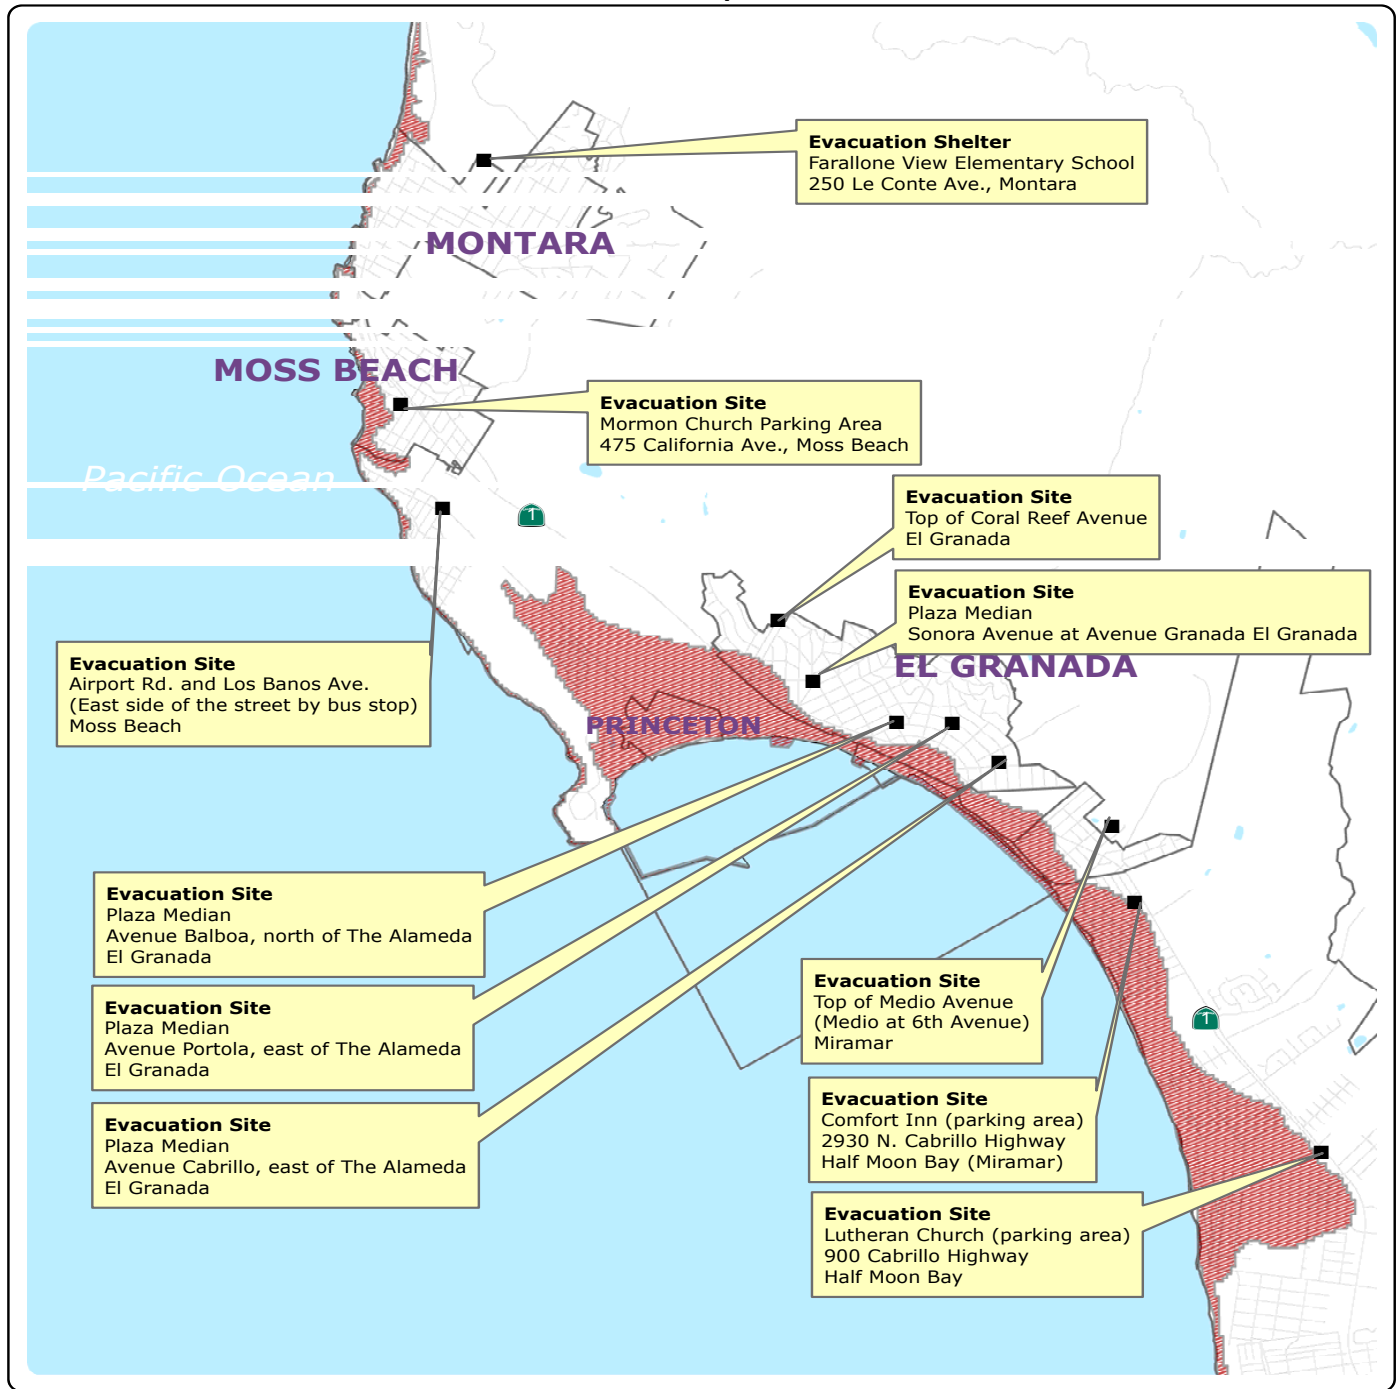 Evacuation Shelter
Farallone View Elementary School
250 Le Conte Ave., Montara
MONTARA
MOSS BEACH
Evacuation Site
Mormon Church Parking Area
475 California Ave., Moss Beach
Pacific Ocean
1
Evacuation Site
Top of Coral Reef Avenue
El Granada
Evacuation Site
Plaza Median
Sonora Avenue at Avenue Granada El Granada
EL GRANADA
Evacuation Site
Airport Rd. and Los Banos Ave.
(East side of the street by bus stop)
Moss Beach
PRINCETON
Evacuation Site
Plaza Median
Avenue Balboa, north of The Alameda
El Granada
Evacuation Site
Plaza Median
Avenue Portola, east of The Alameda
El Granada
Evacuation Site
Plaza Median
Avenue Cabrillo, east of The Alameda
El Granada
Evacuation Site
Top of Medio Avenue
(Medio at 6th Avenue)
Miramar
1
Evacuation Site
Comfort Inn (parking area)
2930 N. Cabrillo Highway
Half Moon Bay (Miramar)
Evacuation Site
Lutheran Church (parking area)
900 Cabrillo Highway
Half Moon Bay